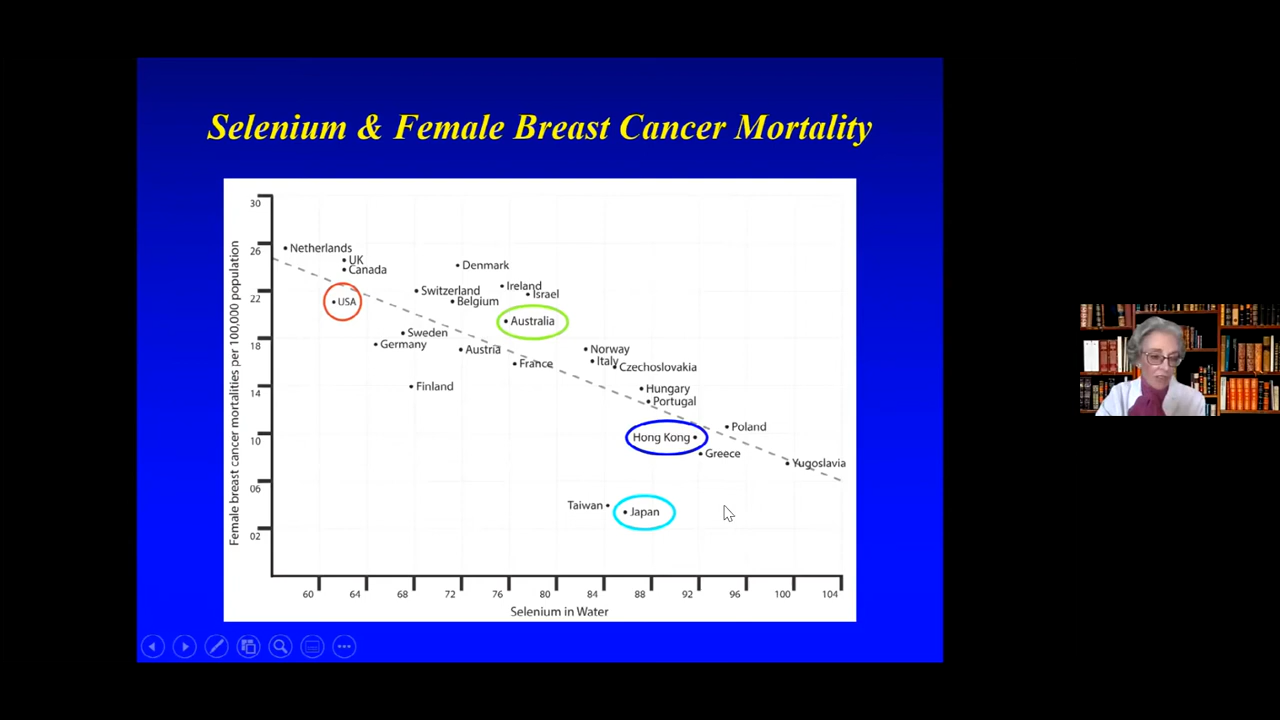 Selenium & Female Breast Cancer Mortality
Female breast cancer mortalities per 100,000 population
30
26
22
18
14
10
06
02
Netherlands
UK
Canada
Denmark
USA
Switzerland
Belgium
Ireland
Israel
Australia
Sweden
Germany
Austria
France
Norway
Italy
Czechoslovakia
Finland
Hungary
Portugal
Hong Kong
Poland
Greece
Yugoslavia
Taiwan
Japan
60 64 68 72 76 80 84 88 92 96 100 104
Selenium in Water